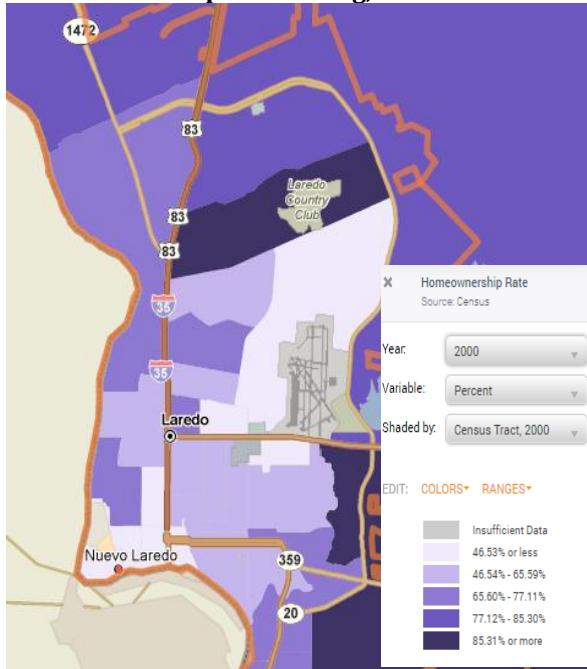 1472
83
Laredo
Country
Club
83
83
35
35
Laredo
Nuevo Laredo
359
20
× Homeownership Rate
Source: Census
Year: 2000
Variable: Percent
Shaded by: Census Tract, 2000
EDIT: COLORS RANGES
Insufficient Data
46.53% or less
46.54% - 65.59%
65.60% - 77.11%
77.12% - 85.30%
85.31% or more